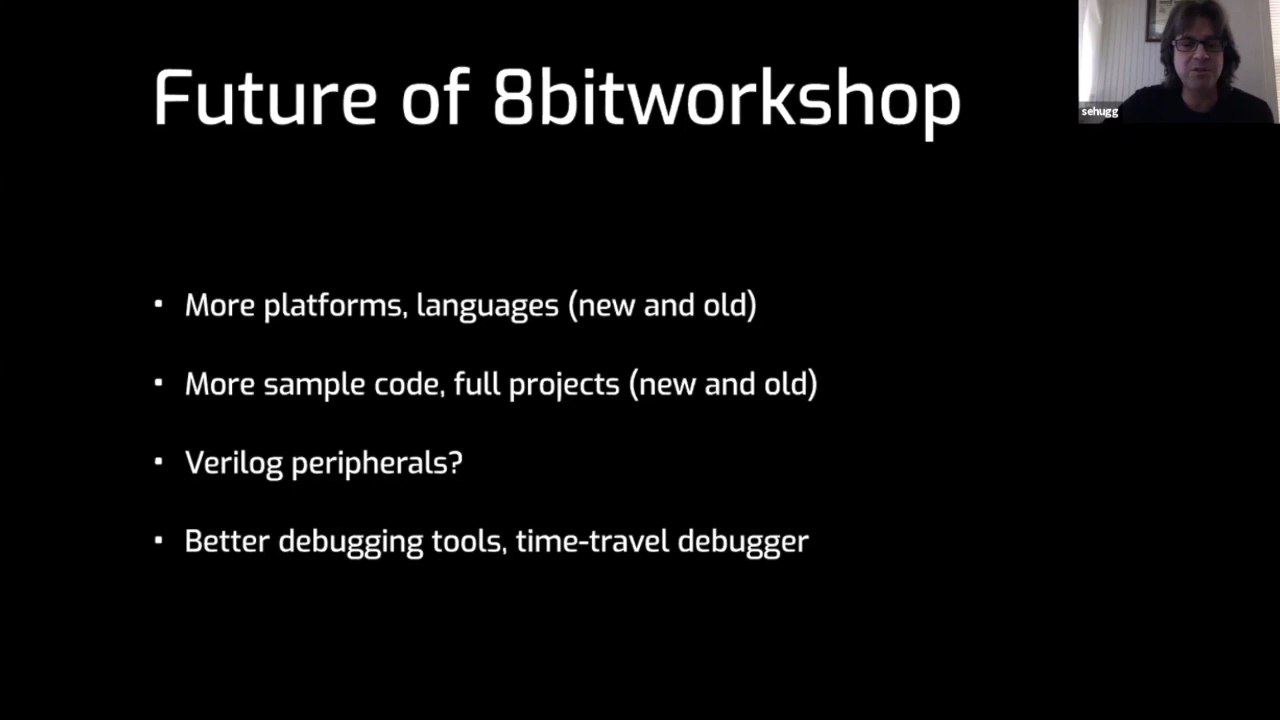 Future of 8bitworkshop
sehugg
▪ More platforms, languages (new and old)
▪ More sample code, full projects (new and old)
▪ Verilog peripherals?
▪ Better debugging tools, time-travel debugger